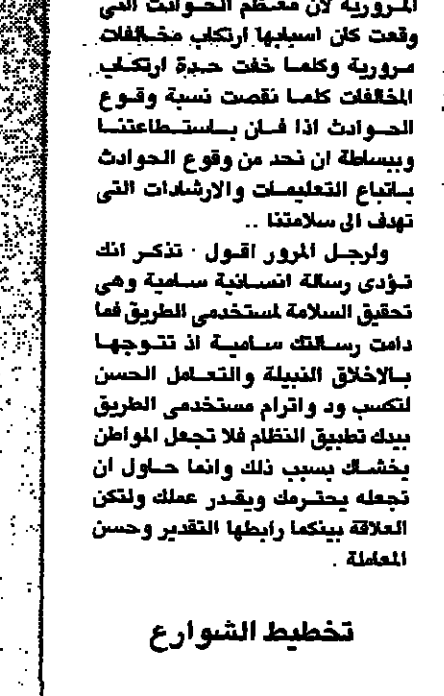 المرورية لان معظم الحوادث التى
وقعت كان اسبابها ارتكاب مخالفات
مرورية وكلما خفت حدة ارتكاب
المخالفات كلما نقصت نسبة وقوع
الحوادث اذا فان باستطاعتنا
وببساطة ان نحد من وقوع الحوادث
باتباع التعليمات والارشادات التى
تهدف الى سلامتنا ..
ولرجل المرور اقول . تذكر انك
تؤدى رسالة انسانية سامية وهى
تحقيق السلامة لمستخدمى الطريق فما
دامت رسالتك سامية اذ تتوجها
بالاخلاق النبيلة والتعامل الحسن
لتكسب ود واترام مستخدمى الطريق
بيدك تطبيق النظام فلا تجعل المواطن
يخشاك بسبب ذلك وانما حاول ان
تجعله يحترمك ويقدر عملك ولتكن
العلاقة بينكما رابطها التقدير وحسن
المعاملة .
تخطيط الشوارع